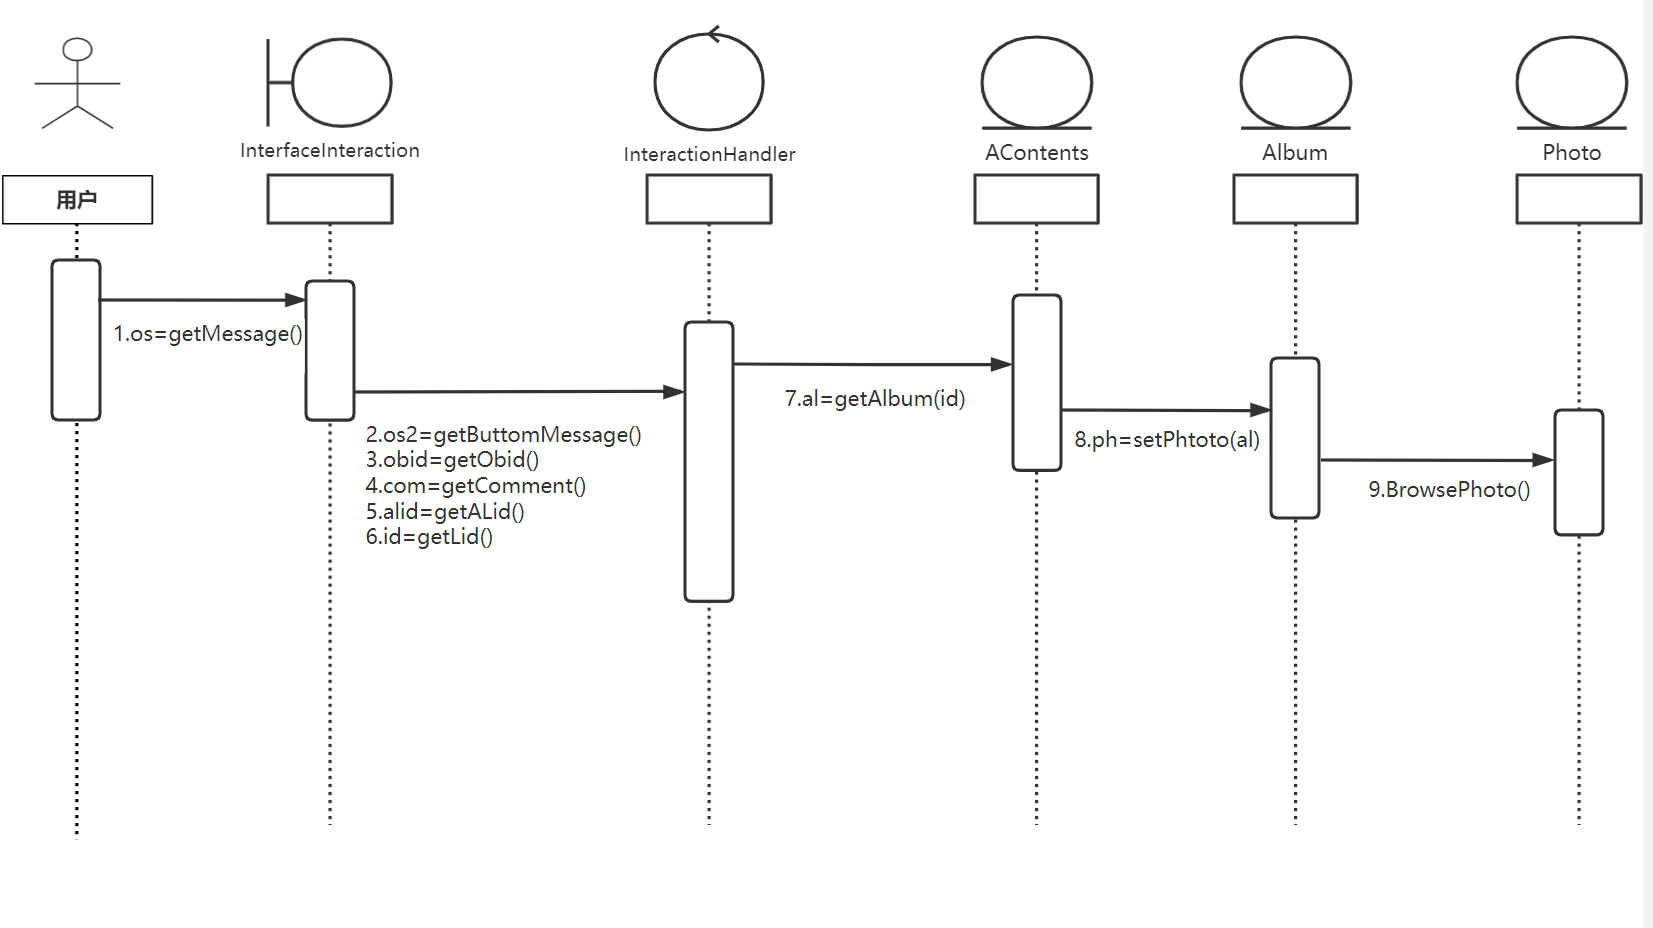 InterfaceInteraction
InteractionHandler
AContents
Album
Photo
用户
1.os=getMessage()
2.os2=getButtomMessage()
3.obid=getObid()
4.com=getComment()
5.alid=getALid()
6.id=getLid()
7.al=getAlbum(id)
8.ph=setPhtoto(al)
9.BrowsePhoto()